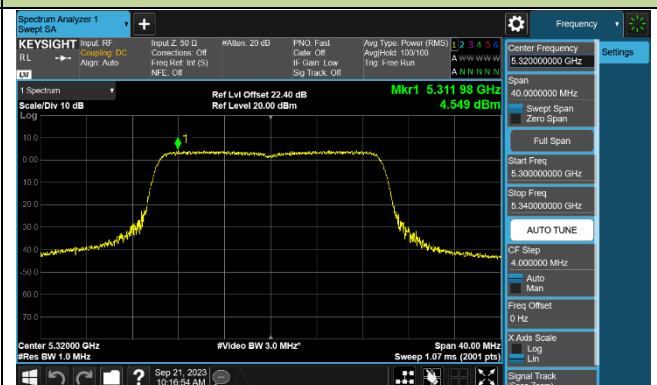 Spectrum Analyzer 1
Swept SA
+
Frequency
KEYSIGHT
RL
LXI
Input: RF
Coupling: DC
Align: Auto
Input Z: 50 Ω
Corrections: Off
Freq Ref: Int (S)
NFE: Off
#Atten: 20 dB
PNO: Fast
Gate: Off
IF Gain: Low
Sig Track: Off
Avg Type: Power (RMS)
Avg|Hold: 100/100
Trig: Free Run
1 2 3 4 5 6
A W W W W W
A N N N N N
1 Spectrum
Scale/Div 10 dB
Log
Ref Lvl Offset 22.40 dB
Ref Level 20.00 dBm
Mkr1 5.311 98 GHz
4.549 dBm
1
10.0
0.00
-10.0
-20.0
-30.0
-40.0
-50.0
-60.0
-70.0
Center 5.32000 GHz
#Res BW 1.0 MHz
#Video BW 3.0 MHz*
Span 40.00 MHz
Sweep 1.07 ms (2001 pts)
Sep 21, 2023
10:16:54 AM
Center Frequency
5.320000000 GHz
Settings
Span
40.0000000 MHz
Swept Span
Zero Span
Full Span
Start Freq
5.300000000 GHz
Stop Freq
5.340000000 GHz
AUTO TUNE
CF Step
4.000000 MHz
Auto
Man
Freq Offset
0 Hz
X Axis Scale
Log
Lin
Signal Track
(Span Zoom)